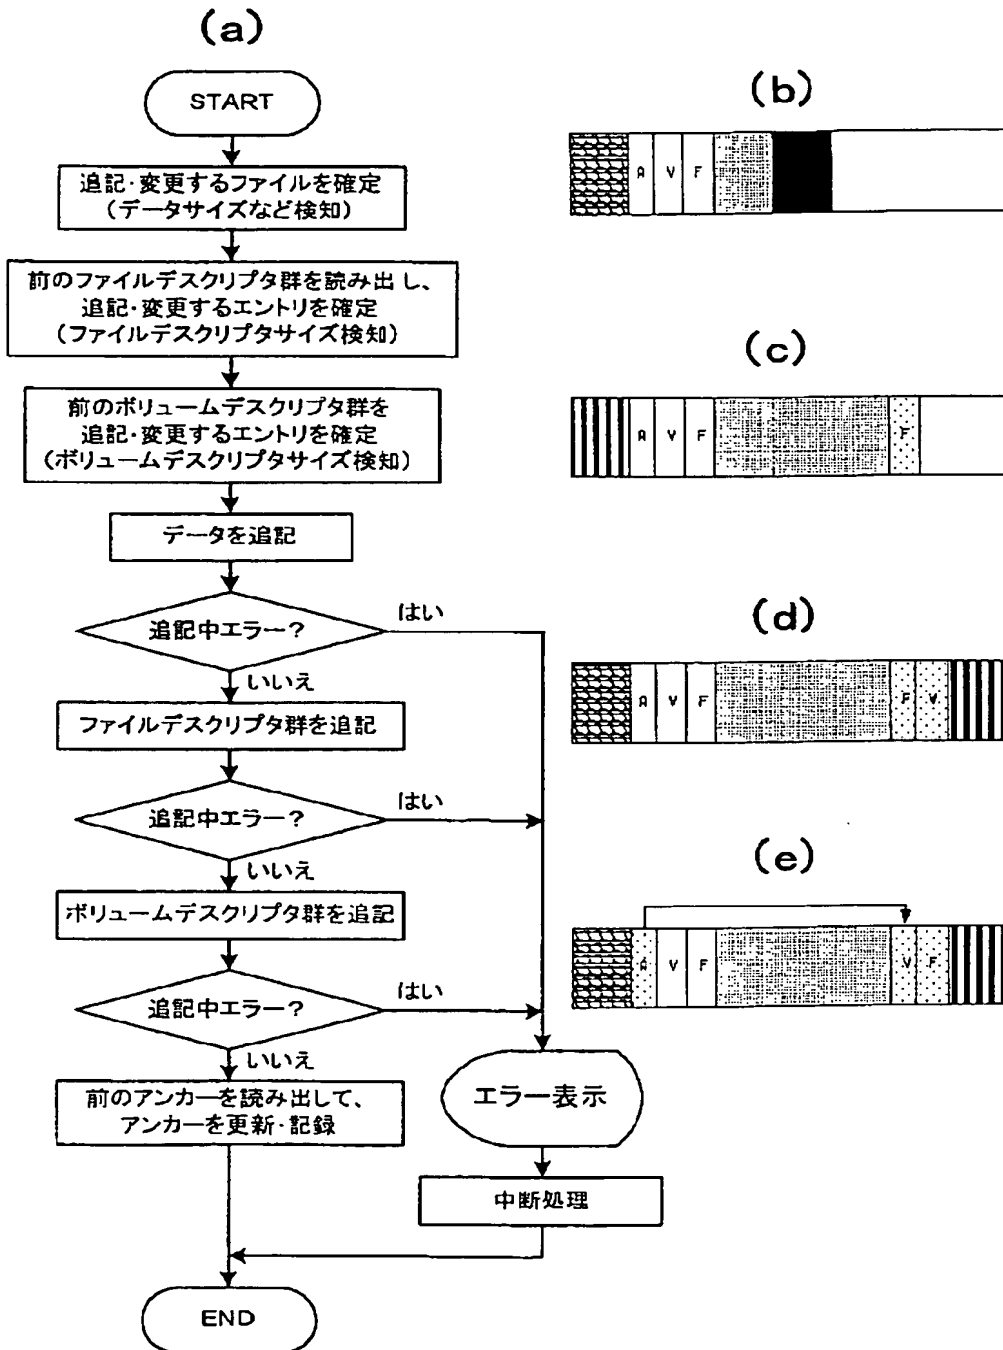 (a)
START
追記・変更するファイルを確定
(データサイズなど検知)
前のファイルデスクリプタ群を読み出し、
追記・変更するエントリを確定
(ファイルデスクリプタサイズ検知)
前のボリュームデスクリプタ群を
追記・変更するエントリを確定
(ボリュームデスクリプタサイズ検知)
データを追記
追記中エラー?
はい
いいえ
ファイルデスクリプタ群を追記
追記中エラー?
はい
いいえ
ボリュームデスクリプタ群を追記
追記中エラー?
はい
いいえ
前のアンカーを読み出して、
アンカーを更新・記録
エラー表示
中断処理
END
(b)
A V F
(c)
A V F F
(d)
A V F F V
(e)
A V F V F